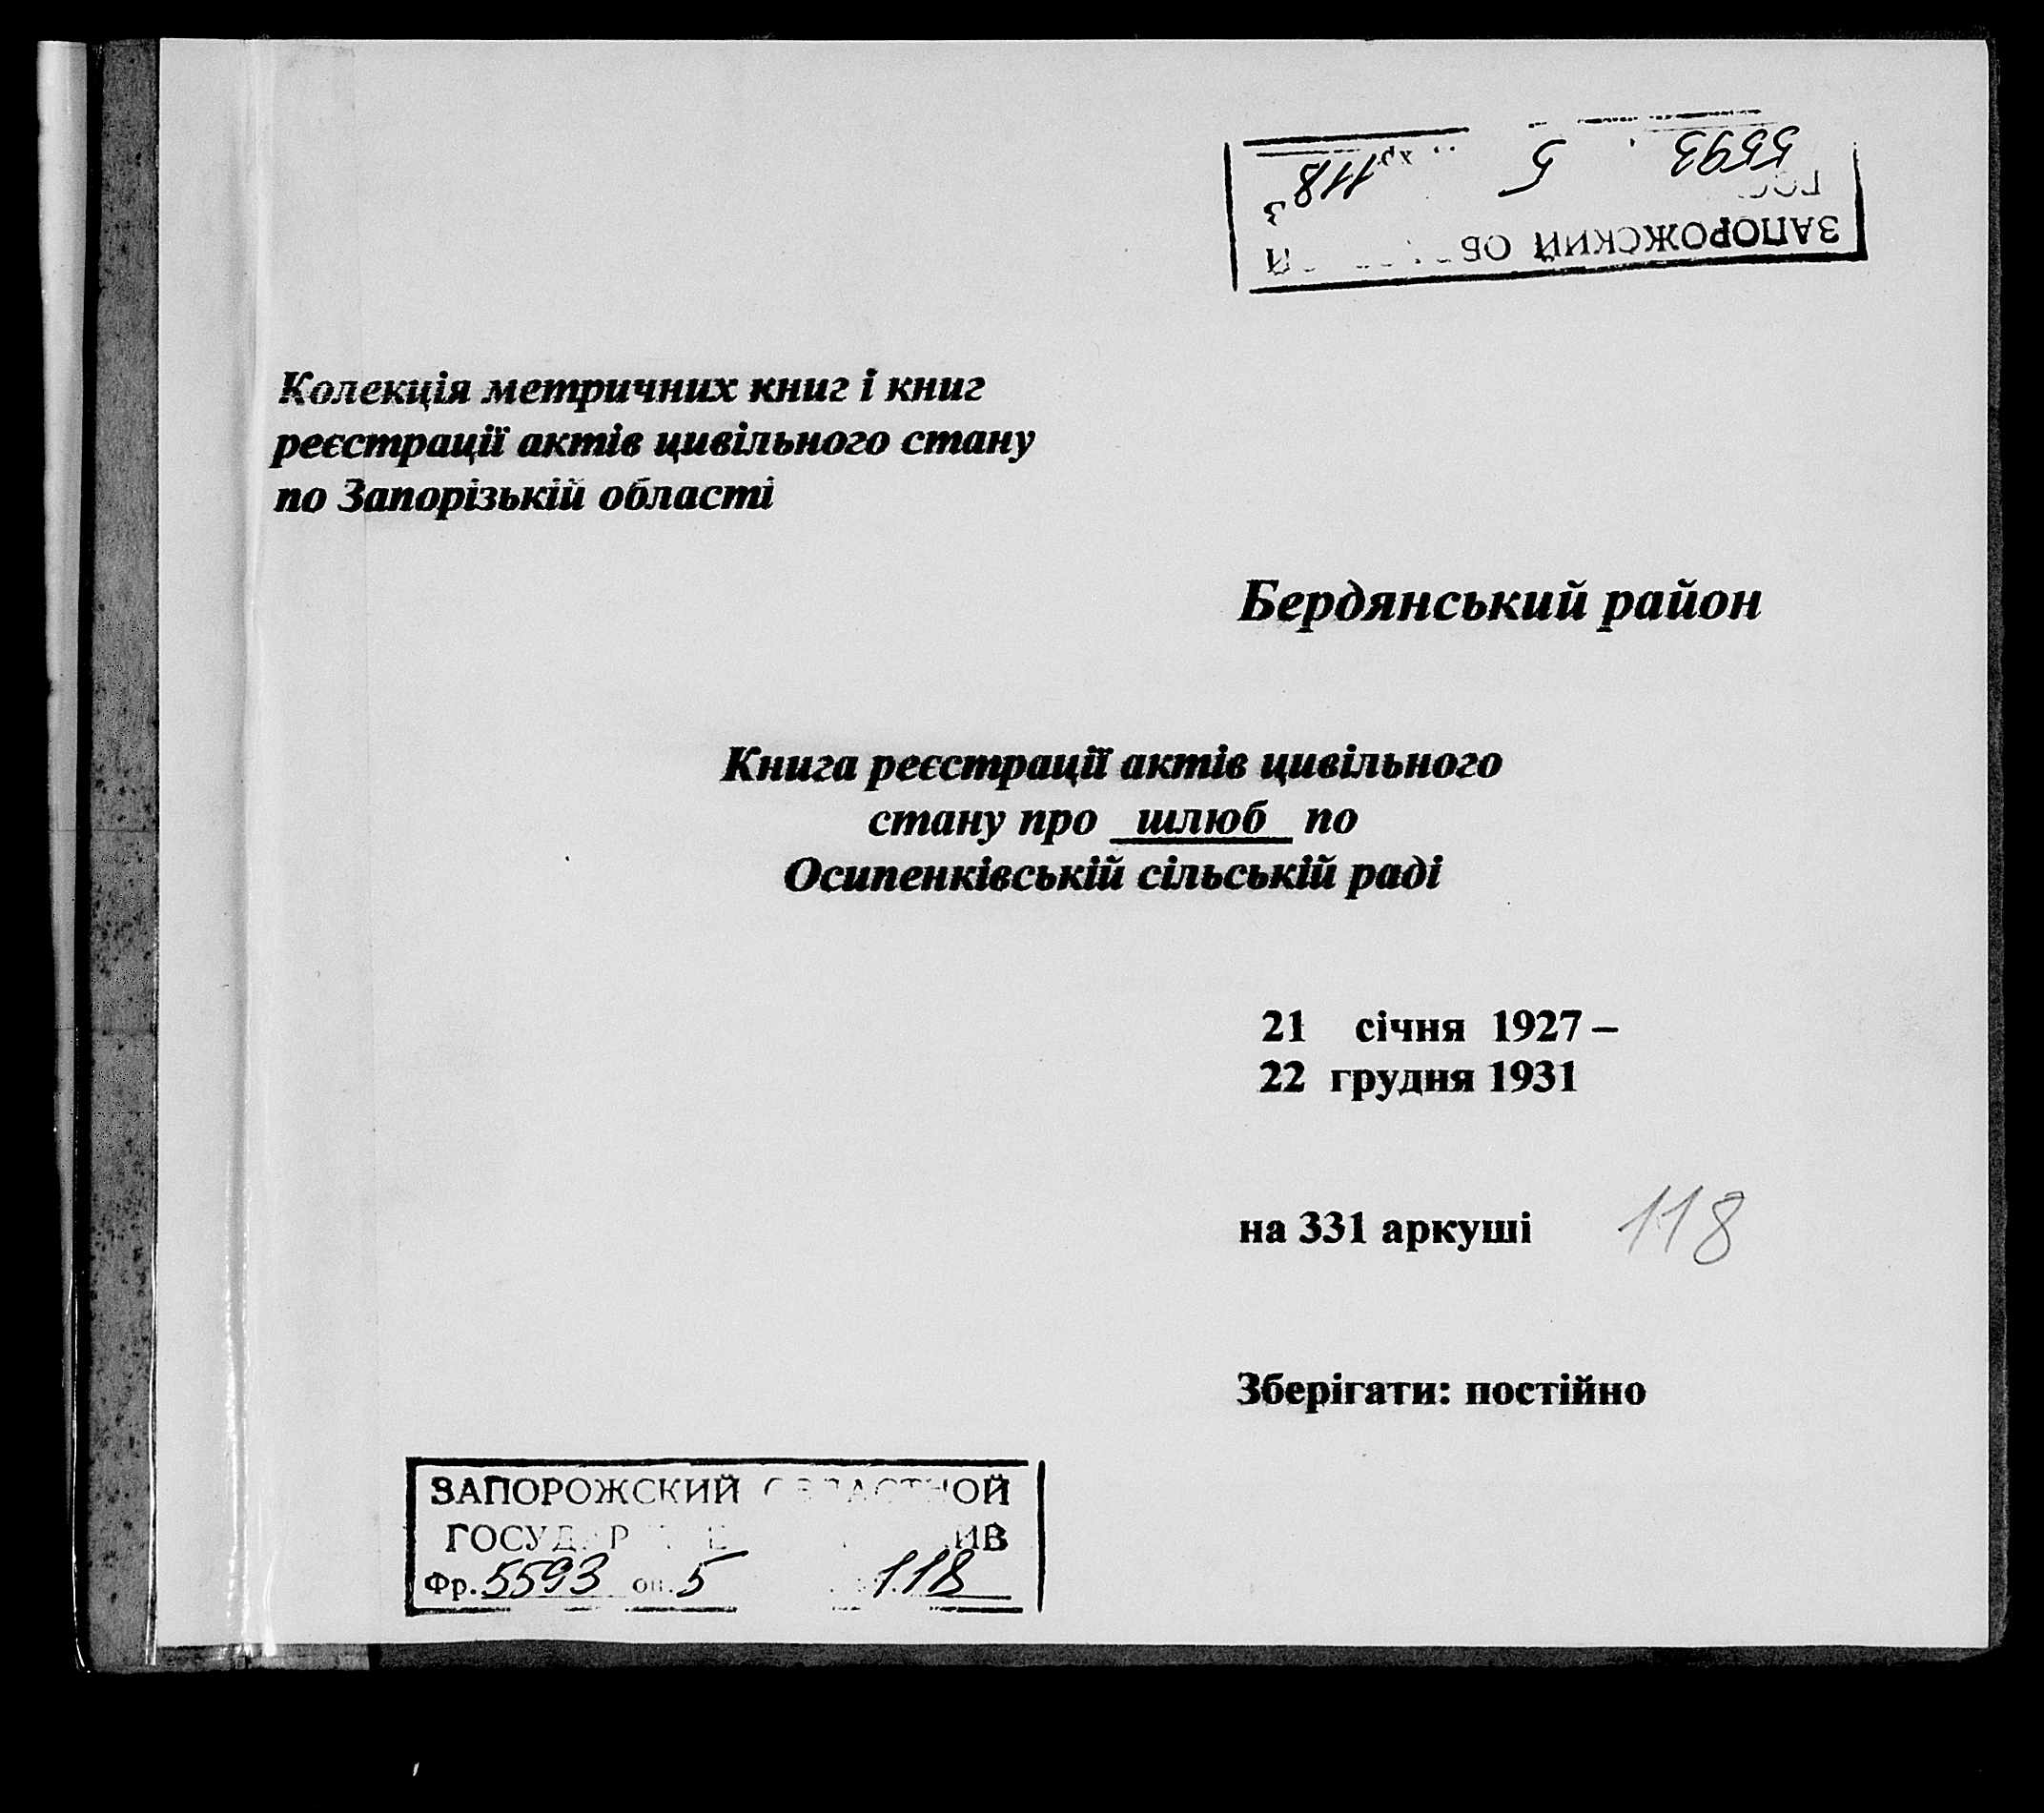 5593 5 118
ЗАПОРОЖСКИЙ
Колекція метричних книг і книг
реєстрації актів цивільного стану
по Запорізькій області
Бердянський район
Книга реєстрації актів цивільного
стану про шлюб по
Осипенківській сільській раді
21 січня 1927 –
22 грудня 1931
на 331 аркуші 118
Зберігати: постійно
ЗАПОРОЖСКИЙ ОБЛАСТНОЙ
Фр. 5593 оп. 5 118